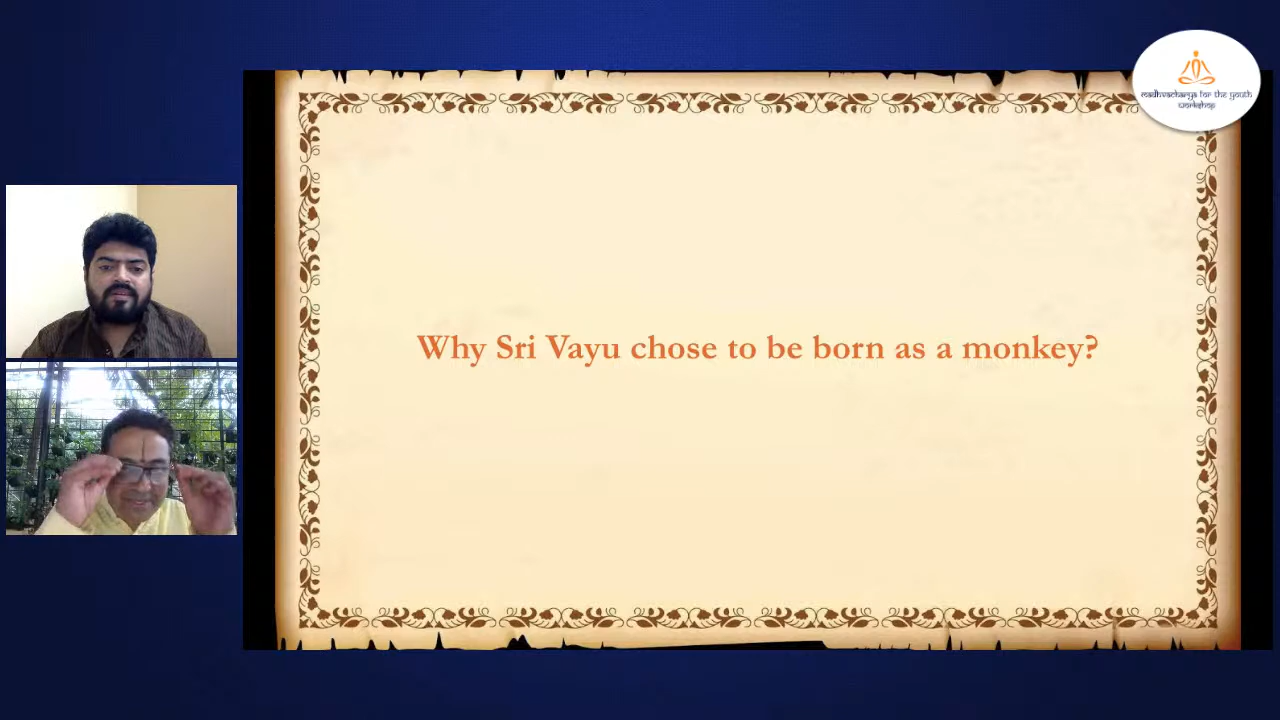 madhvacharya for the youth
workshop
Why Sri Vayu chose to be born as a monkey?